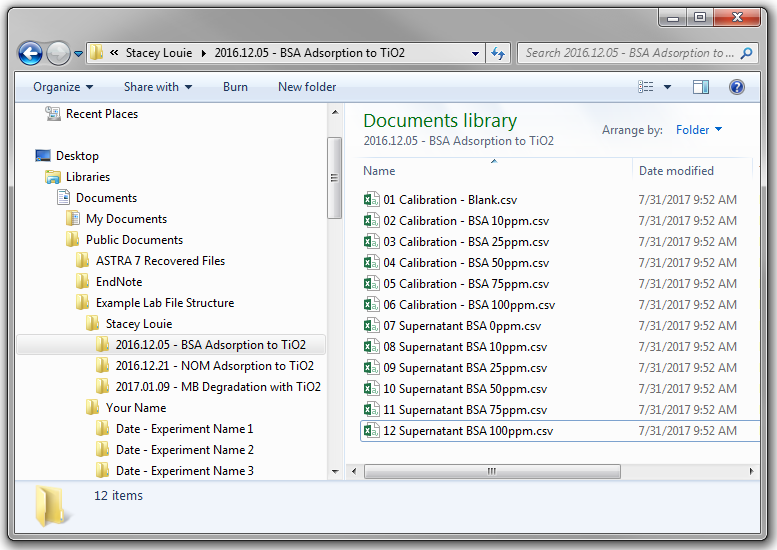 « Stacey Louie ▸ 2016.12.05 - BSA Adsorption to TiO2
Search 2016.12.05 - BSA Adsorption to ...
Organize Share with Burn New folder
Recent Places
Desktop
Libraries
Documents
My Documents
Public Documents
ASTRA 7 Recovered Files
EndNote
Example Lab File Structure
Stacey Louie
2016.12.05 - BSA Adsorption to TiO2
2016.12.21 - NOM Adsorption to TiO2
2017.01.09 - MB Degradation with TiO2
Your Name
Date - Experiment Name 1
Date - Experiment Name 2
Date - Experiment Name 3
Documents library
2016.12.05 - BSA Adsorption to TiO2
Arrange by: Folder
Name Date modified
01 Calibration - Blank.csv 7/31/2017 9:52 AM
02 Calibration - BSA 10ppm.csv 7/31/2017 9:52 AM
03 Calibration - BSA 25ppm.csv 7/31/2017 9:52 AM
04 Calibration - BSA 50ppm.csv 7/31/2017 9:52 AM
05 Calibration - BSA 75ppm.csv 7/31/2017 9:52 AM
06 Calibration - BSA 100ppm.csv 7/31/2017 9:52 AM
07 Supernatant BSA 0ppm.csv 7/31/2017 9:52 AM
08 Supernatant BSA 10ppm.csv 7/31/2017 9:52 AM
09 Supernatant BSA 25ppm.csv 7/31/2017 9:52 AM
10 Supernatant BSA 50ppm.csv 7/31/2017 9:52 AM
11 Supernatant BSA 75ppm.csv 7/31/2017 9:52 AM
12 Supernatant BSA 100ppm.csv 7/31/2017 9:52 AM
12 items